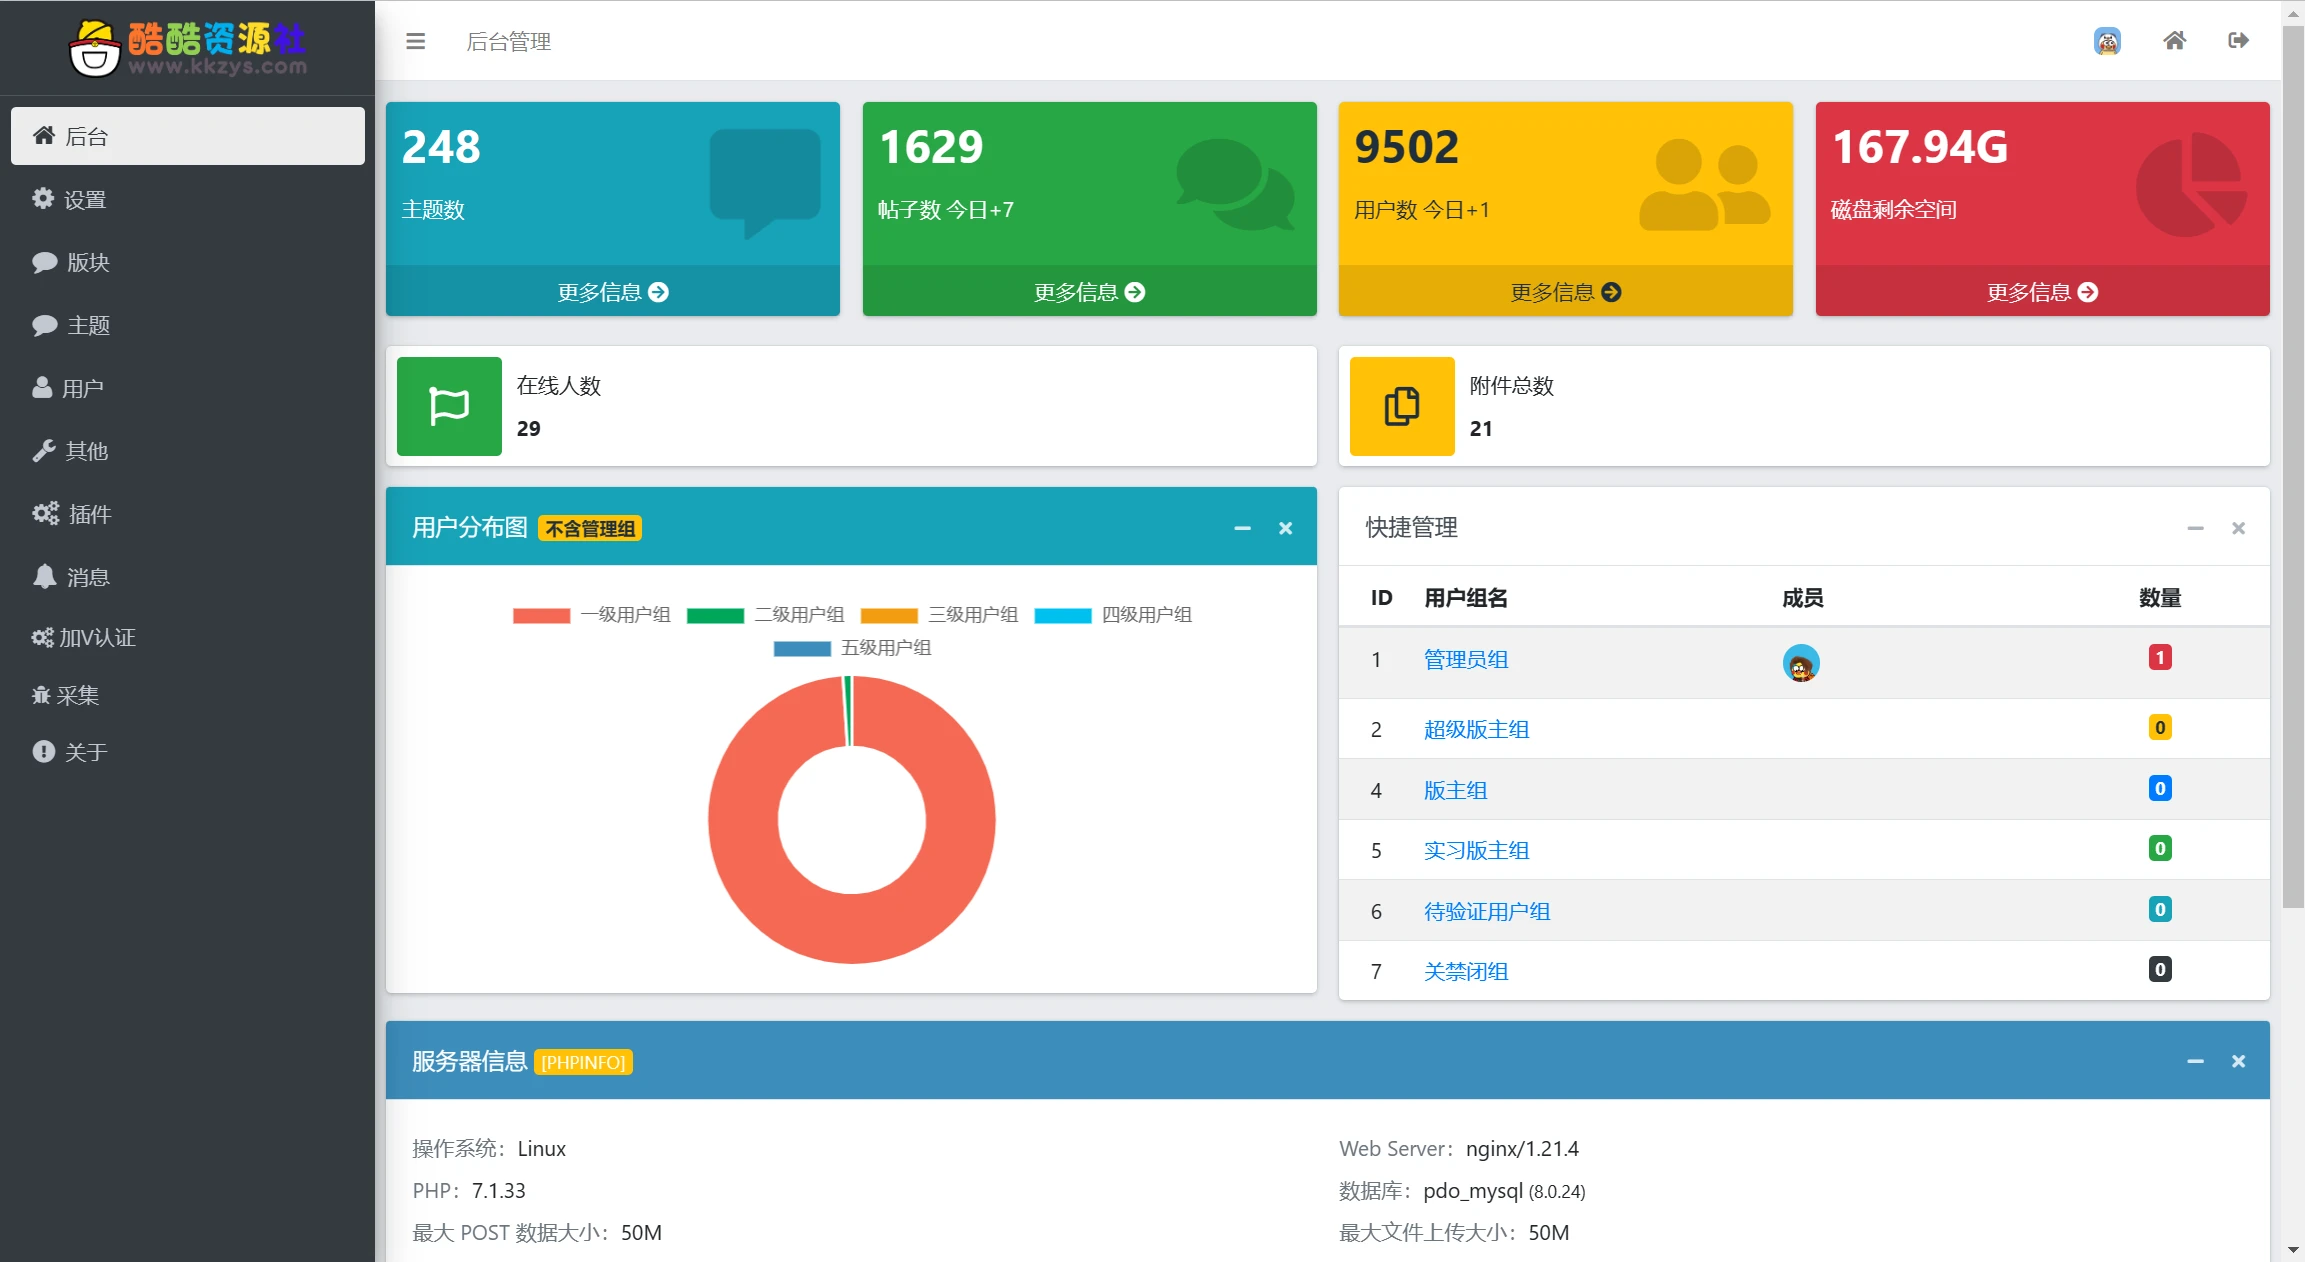 酷酷资源社
www.kkzys.com
后台
设置
版块
主题
用户
其他
插件
消息
加V认证
采集
关于
后台管理
248
主题数
更多信息
1629
帖子数 今日+7
更多信息
9502
用户数 今日+1
更多信息
167.94G
磁盘剩余空间
更多信息
在线人数
29
附件总数
21
用户分布图 不含管理组
一级用户组 二级用户组 三级用户组 四级用户组
五级用户组
快捷管理
ID 用户组名 成员 数量
1 管理员组 1
2 超级版主组 0
4 版主组 0
5 实习版主组 0
6 待验证用户组 0
7 关禁闭组 0
服务器信息 [PHPINFO]
操作系统：Linux
Web Server：nginx/1.21.4
PHP：7.1.33
数据库：pdo_mysql (8.0.24)
最大 POST 数据大小：50M
最大文件上传大小：50M